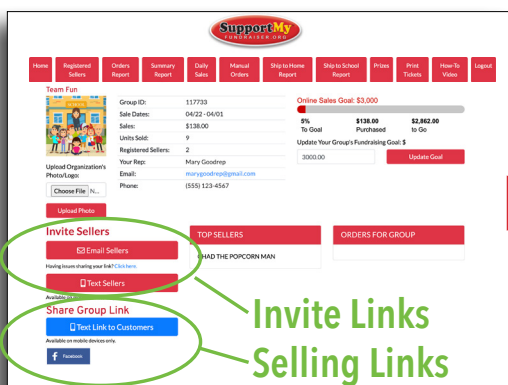 SupportMy
FUNDRAISER.ORG
Home
Registered Sellers
Orders Report
Summary Report
Daily Sales
Manual Orders
Ship to Home Report
Ship to School Report
Prizes
Print Tickets
How-To Video
Logout
Team Fun
SCHOOL
Upload Organization's
Photo/Logo:
Choose File N...
Upload Photo
Group ID: 117733
Sale Dates: 04/22 - 04/01
Sales: $138.00
Units Sold: 9
Registered Sellers: 2
Your Rep: Mary Goodrep
Email: marygoodrep@gmail.com
Phone: (555) 123-4567
Online Sales Goal: $3,000
5% $138.00 $2,862.00
To Goal Purchased to Go
Update Your Group's Fundraising Goal: $
3000.00 Update Goal
Invite Sellers
Email Sellers
Having issues sharing your link? Click here.
Text Sellers
Available on
Share Group Link
Text Link to Customers
Available on mobile devices only.
Facebook
TOP SELLERS
CHAD THE POPCORN MAN
ORDERS FOR GROUP
Invite Links
Selling Links